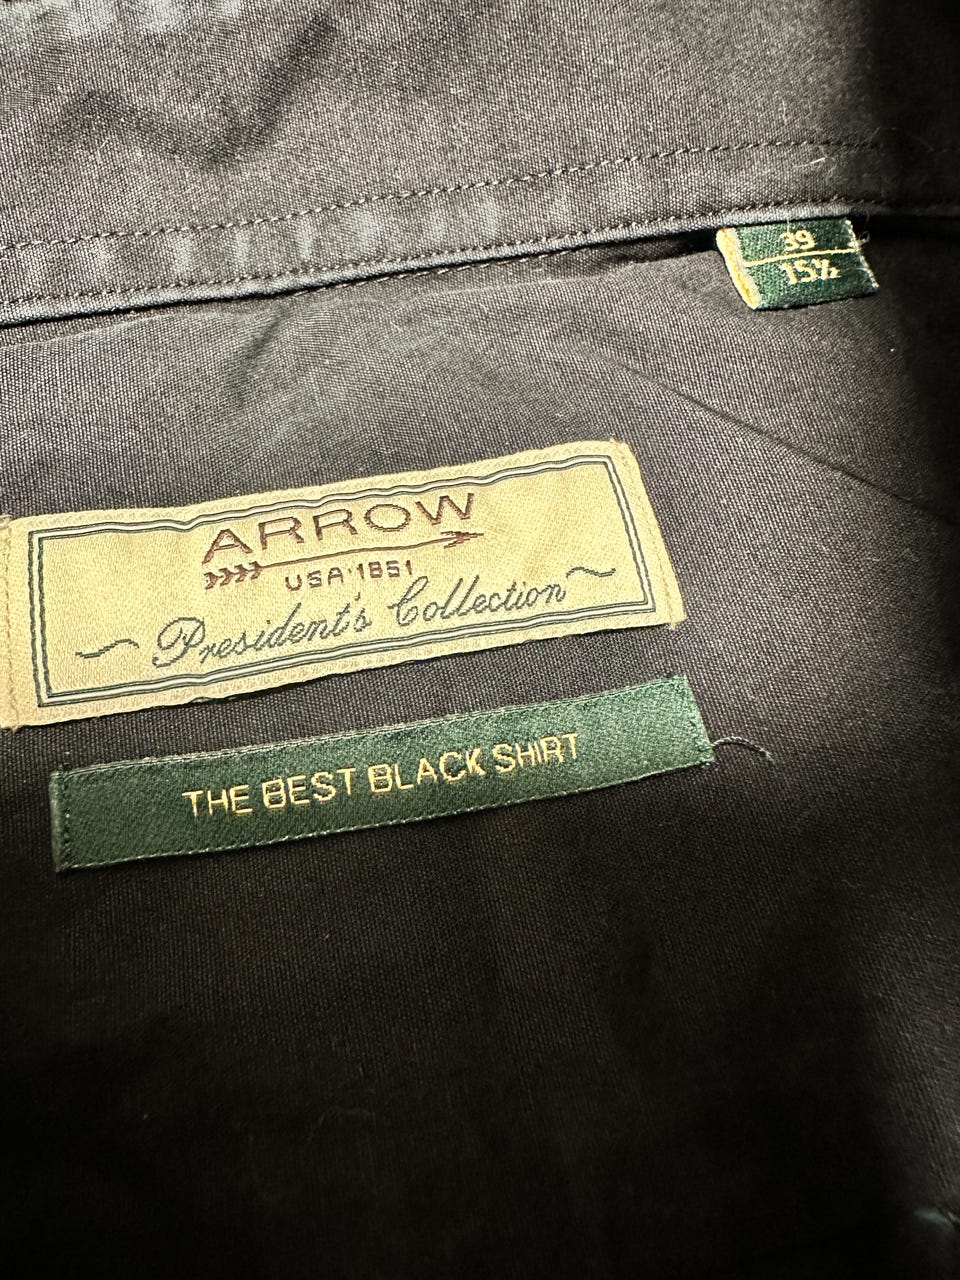 39
15½
ARROW
USA·1851
President's Collection
THE BEST BLACK SHIRT